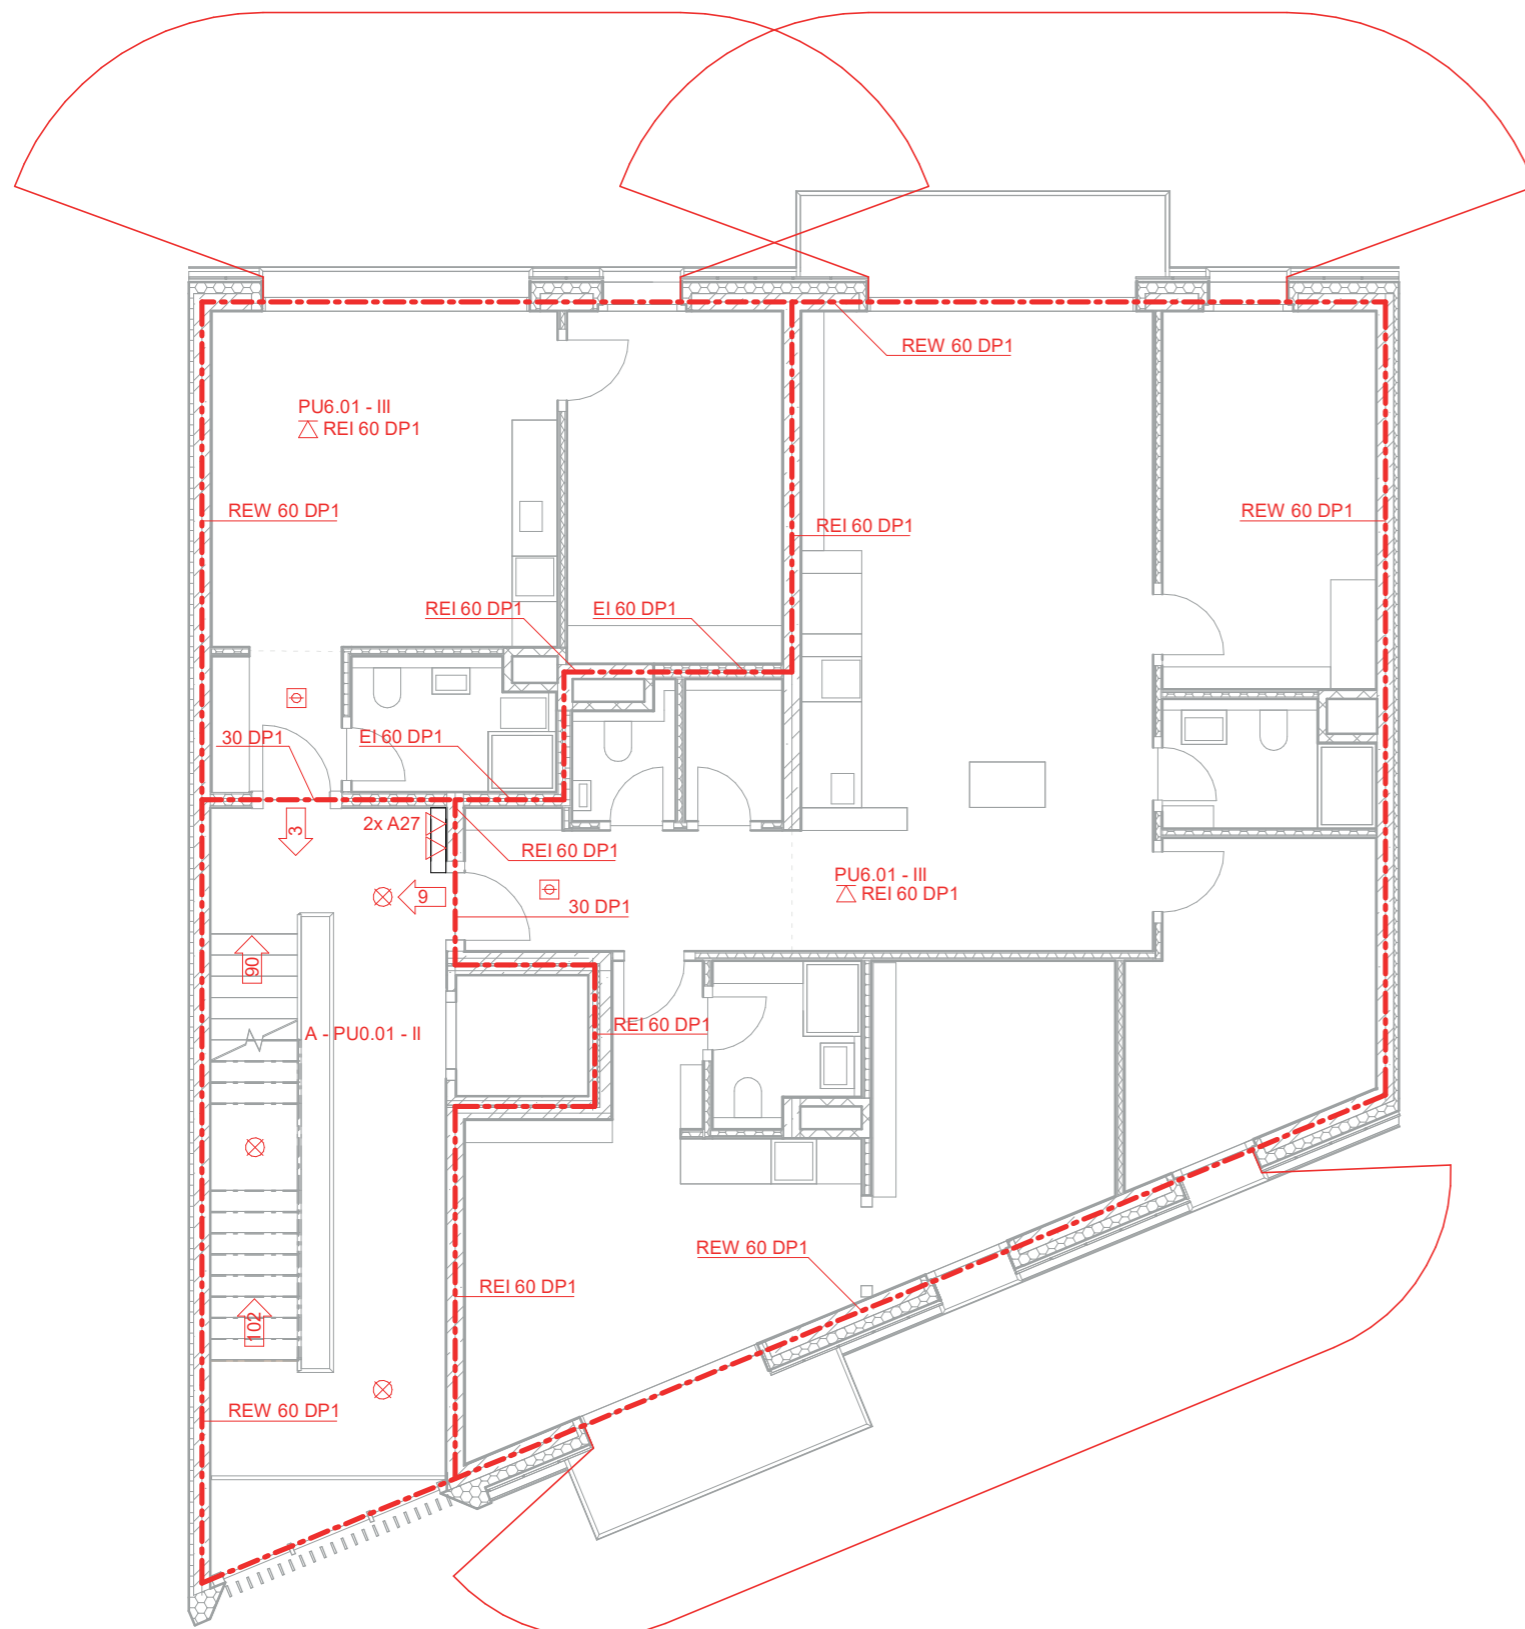 REW 60 DP1
PU6.01 - III
REI 60 DP1
REW 60 DP1
REI 60 DP1
REW 60 DP1
REI 60 DP1
EI 60 DP1
30 DP1
EI 60 DP1
3
2x A27
REI 60 DP1
PU6.01 - III
REI 60 DP1
9
30 DP1
90
A - PU0.01 - II
REI 60 DP1
REW 60 DP1
REI 60 DP1
102
REW 60 DP1